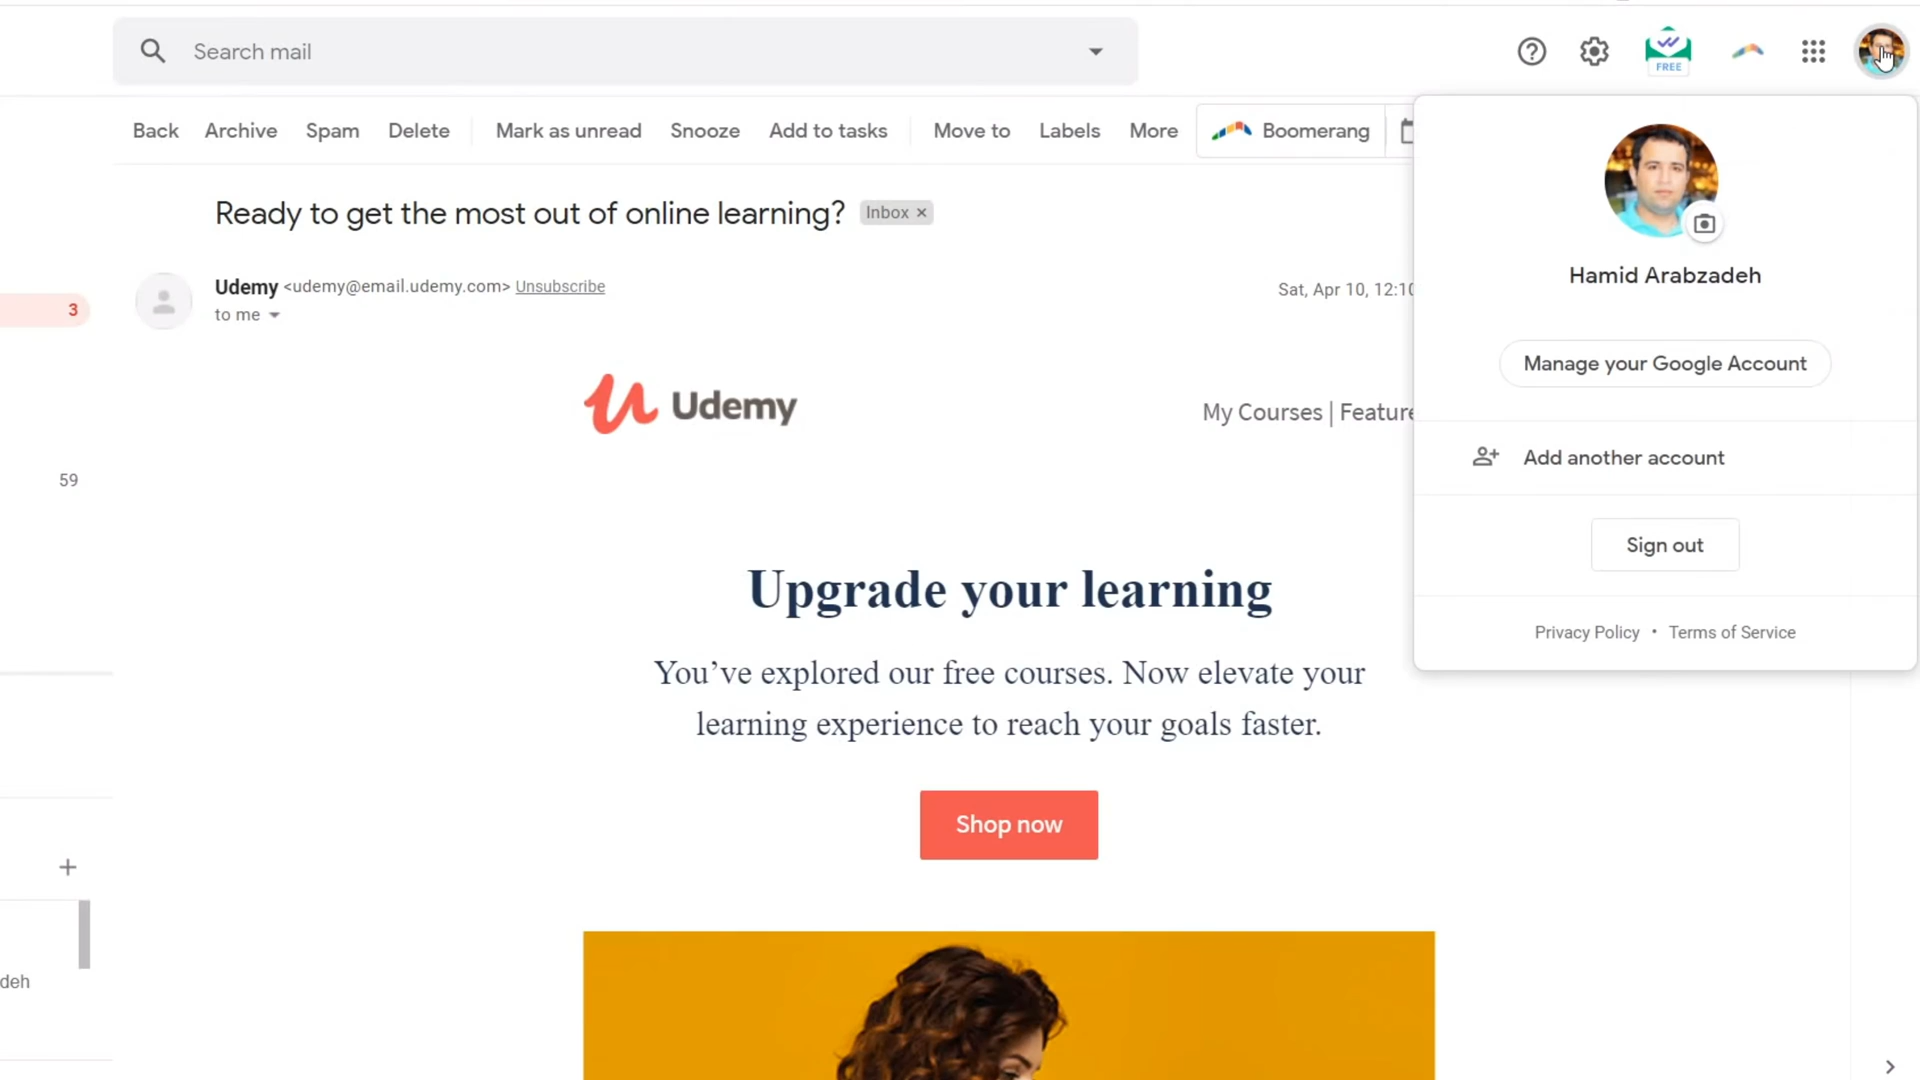 Search mail
FREE
Back Archive Spam Delete Mark as unread Snooze Add to tasks Move to Labels More Boomerang
Ready to get the most out of online learning? Inbox ×
Udemy <udemy@email.udemy.com> Unsubscribe
Sat, Apr 10, 12:10
to me
3
59
deh
Udemy
My Courses | Feature
Upgrade your learning
You’ve explored our free courses. Now elevate your
learning experience to reach your goals faster.
Shop now
Hamid Arabzadeh
Manage your Google Account
Add another account
Sign out
Privacy Policy • Terms of Service